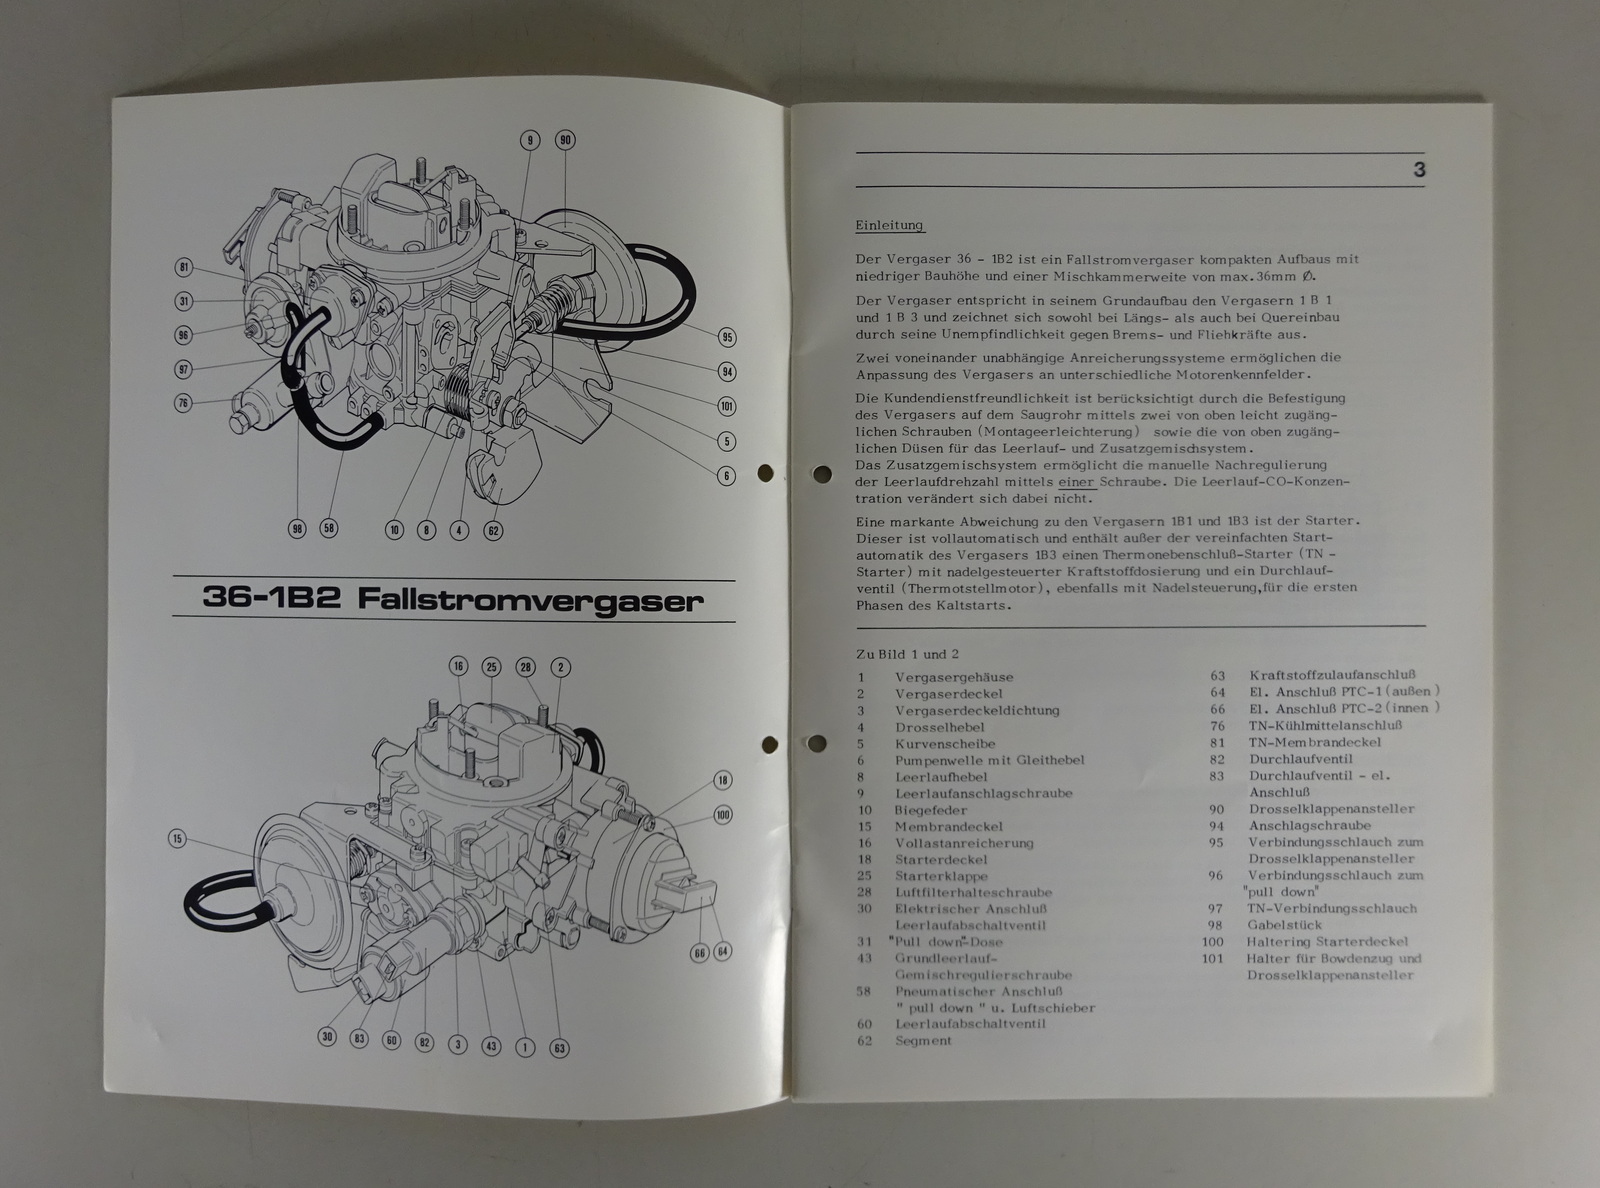 9 90
81
31
96
97
76
95
94
101
5
6
98 58 10 8 4 62
36-1B2 Fallstromvergaser
16 25 28 2
18
100
15
66 64
30 83 60 82 3 43 1 63
3
Einleitung
Der Vergaser 36 - 1B2 ist ein Fallstromvergaser kompakten Aufbaus mit
niedriger Bauhöhe und einer Mischkammerweite von max. 36mm Ø.
Der Vergaser entspricht in seinem Grundaufbau den Vergasern 1 B 1
und 1 B 3 und zeichnet sich sowohl bei Längs- als auch bei Quereinbau
durch seine Unempfindlichkeit gegen Brems- und Fliehkräfte aus.
Zwei voneinander unabhängige Anreicherungssysteme ermöglichen die
Anpassung des Vergasers an unterschiedliche Motorenkennfelder.
Die Kundendienstfreundlichkeit ist berücksichtigt durch die Befestigung
des Vergasers auf dem Saugrohr mittels zwei von oben leicht zugäng-
lichen Schrauben (Montageerleichterung) sowie die von oben zugäng-
lichen Düsen für das Leerlauf- und Zusatzgemischsystem.
Das Zusatzgemischsystem ermöglicht die manuelle Nachregulierung
der Leerlaufdrehzahl mittels einer Schraube. Die Leerlauf-CO-Konzen-
tration verändert sich dabei nicht.
Eine markante Abweichung zu den Vergasern 1B1 und 1B3 ist der Starter.
Dieser ist vollautomatisch und enthält außer der vereinfachten Start-
automatik des Vergasers 1B3 einen Thermonebenschluß-Starter (TN -
Starter) mit nadelgesteuerter Kraftstoffdosierung und ein Durchlauf-
ventil (Thermotstellmotor), ebenfalls mit Nadelsteuerung,für die ersten
Phasen des Kaltstarts.
Zu Bild 1 und 2
1 Vergasergehäuse
2 Vergaserdeckel
3 Vergaserdeckeldichtung
4 Drosselhebel
5 Kurvenscheibe
6 Pumpenwelle mit Gleithebel
8 Leerlaufhebel
9 Leerlaufanschlagschraube
10 Biegefeder
15 Membrandeckel
16 Vollastanreicherung
18 Starterdeckel
25 Starterklappe
28 Luftfilterhalteschraube
30 Elektrischer Anschluß
Leerlaufabschaltventil
31 "Pull down"-Dose
43 Grundleerlauf-
Gemischregulierschraube
58 Pneumatischer Anschluß
" pull down " u. Luftschieber
60 Leerlaufabschaltventil
62 Segment
63 Kraftstoffzulaufanschluß
64 El. Anschluß PTC-1 (außen )
66 El. Anschluß PTC-2 (innen )
76 TN-Kühlmittelanschluß
81 TN-Membrandeckel
82 Durchlaufventil
83 Durchlaufventil - el.
Anschluß
90 Drosselklappenansteller
94 Anschlagschraube
95 Verbindungsschlauch zum
Drosselklappenansteller
96 Verbindungsschlauch zum
"pull down"
97 TN-Verbindungsschlauch
98 Gabelstück
100 Haltering Starterdeckel
101 Halter für Bowdenzug und
Drosselklappenansteller